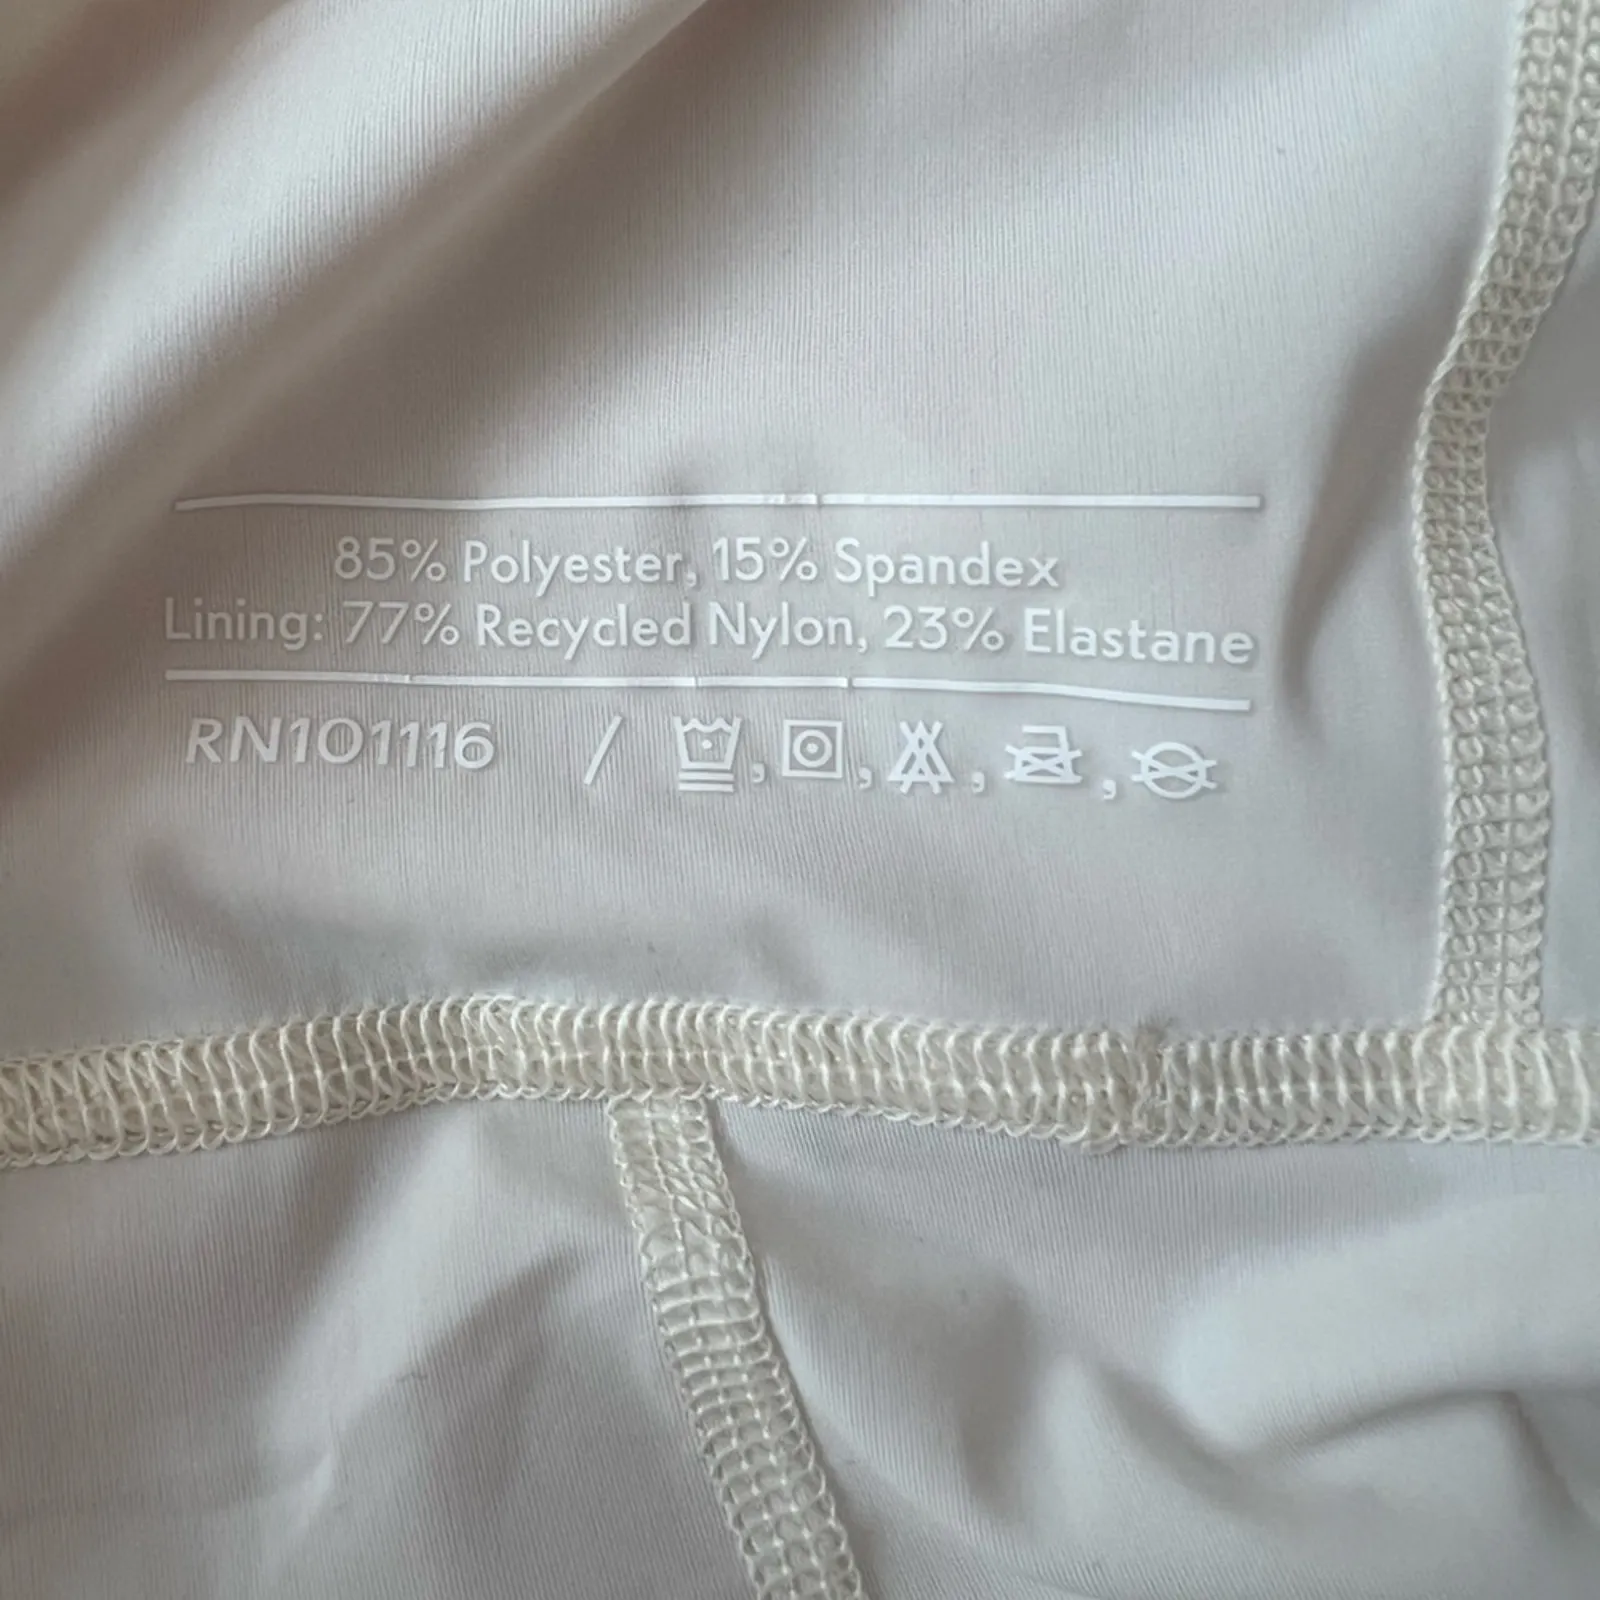 85% Polyester, 15% Spandex
Lining: 77% Recycled Nylon, 23% Elastane
RN101116 / , , , ,